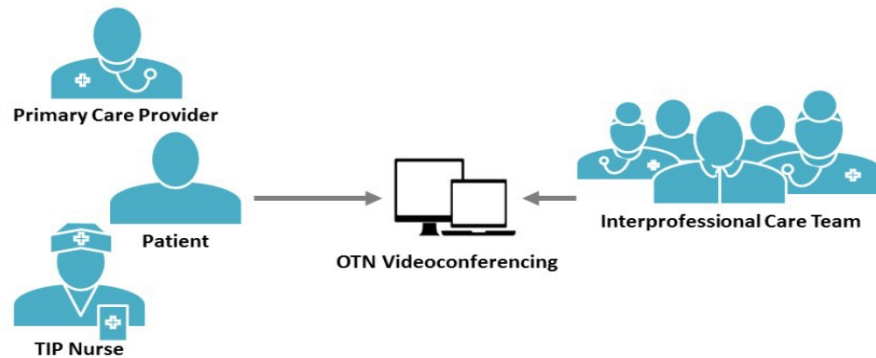 Primary Care Provider
Patient
TIP Nurse
OTN Videoconferencing
Interprofessional Care Team